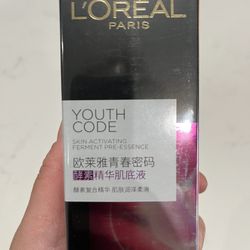 L'ORÉAL
PARIS
YOUTH
CODE
SKIN ACTIVATING
FERMENT PRE-ESSENCE
欧莱雅青春密码
酵素精华肌底液
酵素复合精华 肌肤润泽柔滑